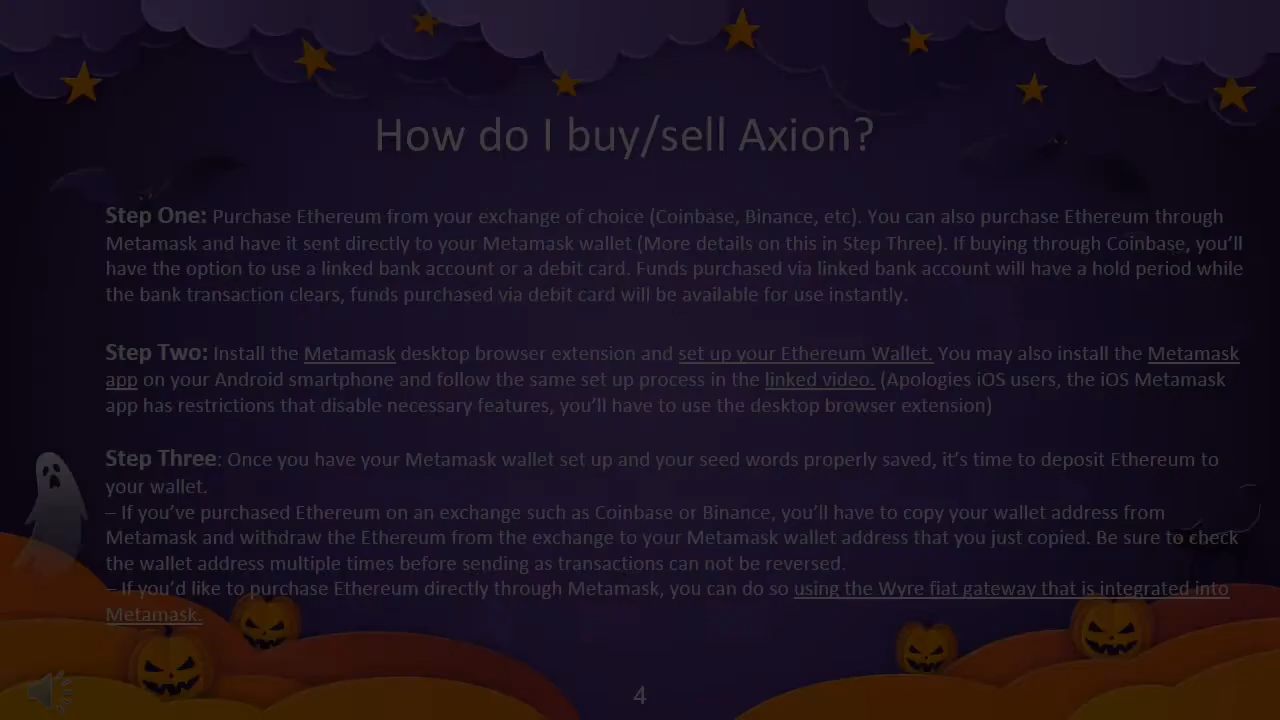 How do I buy/sell Axion?
Step One: Purchase Ethereum from your exchange of choice (Coinbase, Binance, etc). You can also purchase Ethereum through
Metamask and have it sent directly to your Metamask wallet (More details on this in Step Three). If buying through Coinbase, you’ll
have the option to use a linked bank account or a debit card. Funds purchased via linked bank account will have a hold period while
the bank transaction clears, funds purchased via debit card will be available for use instantly.
Step Two: Install the Metamask desktop browser extension and set up your Ethereum Wallet. You may also install the Metamask
app on your Android smartphone and follow the same set up process in the linked video. (Apologies iOS users, the iOS Metamask
app has restrictions that disable necessary features, you’ll have to use the desktop browser extension)
Step Three: Once you have your Metamask wallet set up and your seed words properly saved, it’s time to deposit Ethereum to
your wallet.
– If you’ve purchased Ethereum on an exchange such as Coinbase or Binance, you’ll have to copy your wallet address from
Metamask and withdraw the Ethereum from the exchange to your Metamask wallet address that you just copied. Be sure to check
the wallet address multiple times before sending as transactions can not be reversed.
– If you’d like to purchase Ethereum directly through Metamask, you can do so using the Wyre fiat gateway that is integrated into
Metamask.
4